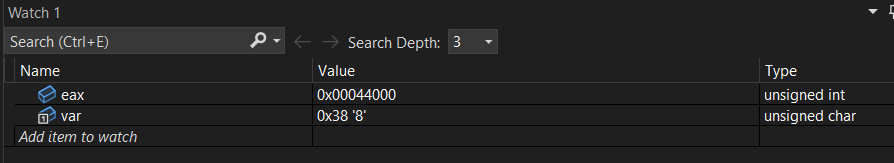 Watch 1
Search (Ctrl+E) Search Depth: 3
Name Value Type
eax 0x00044000 unsigned int
var 0x38 '8' unsigned char
Add item to watch